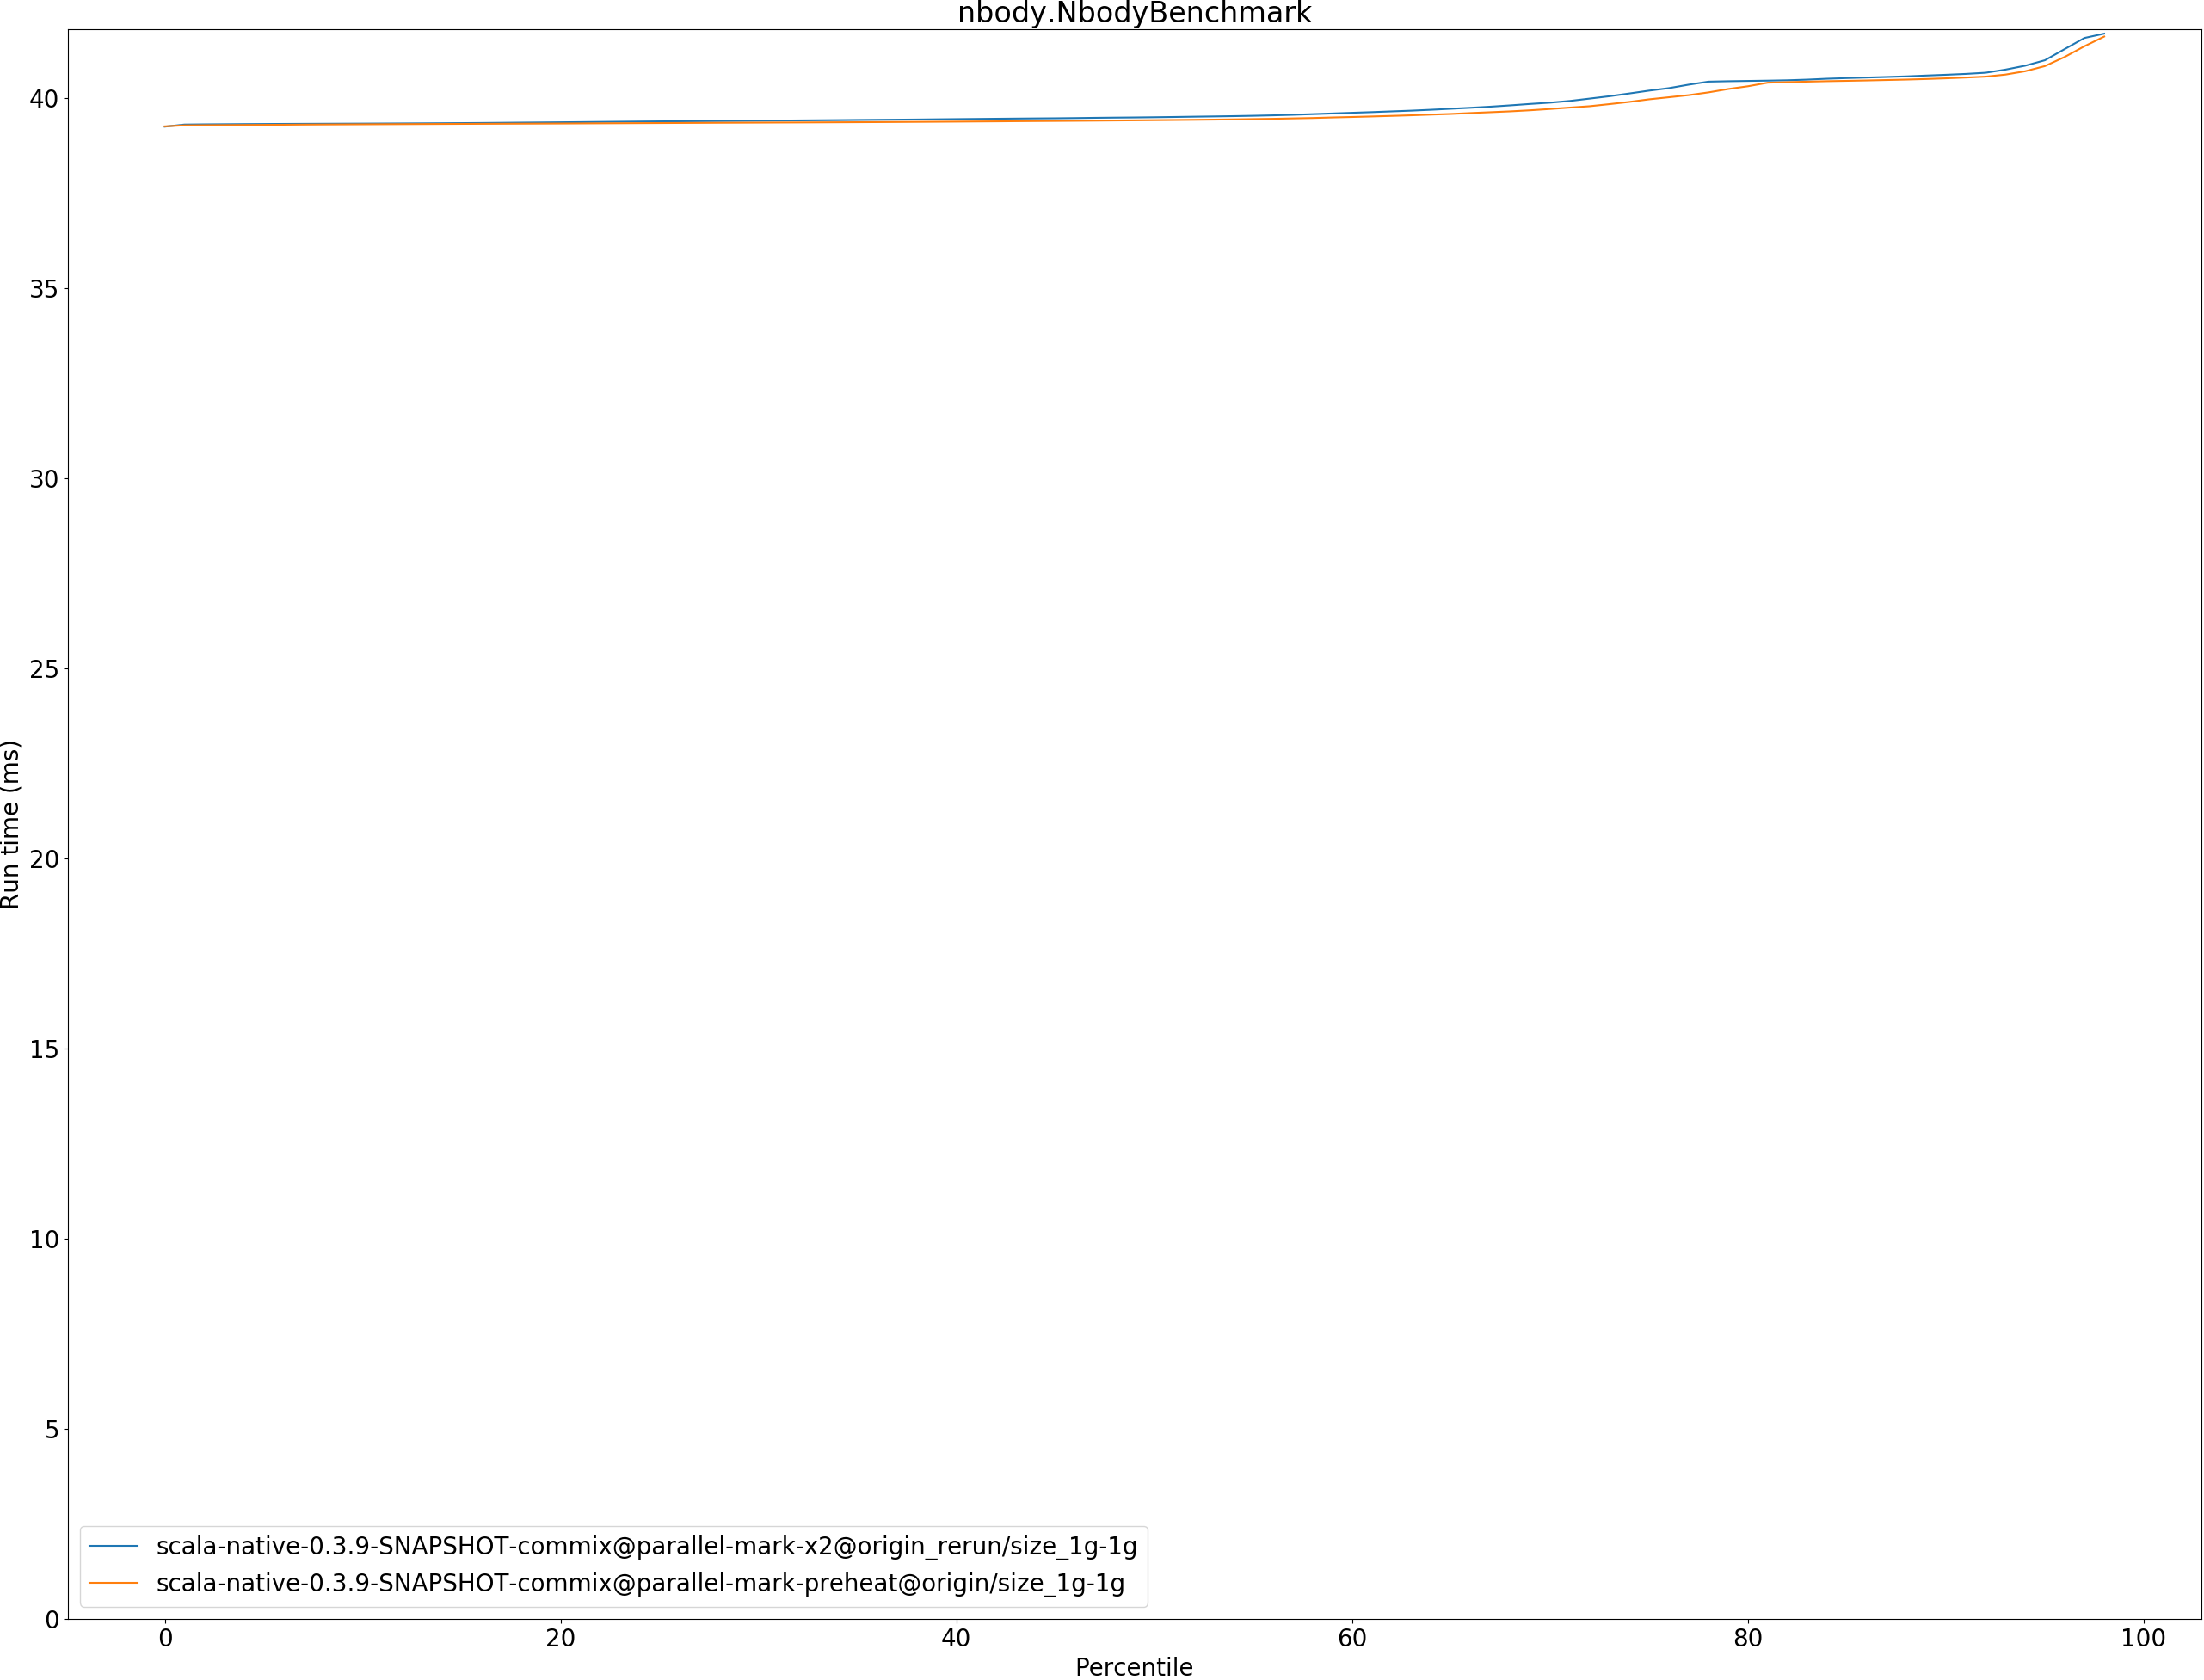 nbody.NbodyBenchmark
40
35
30
25
20
15
10
5
0
Run time (ms)
scala-native-0.3.9-SNAPSHOT-commix@parallel-mark-x2@origin_rerun/size_1g-1g
scala-native-0.3.9-SNAPSHOT-commix@parallel-mark-preheat@origin/size_1g-1g
0 20 40 60 80 100
Percentile